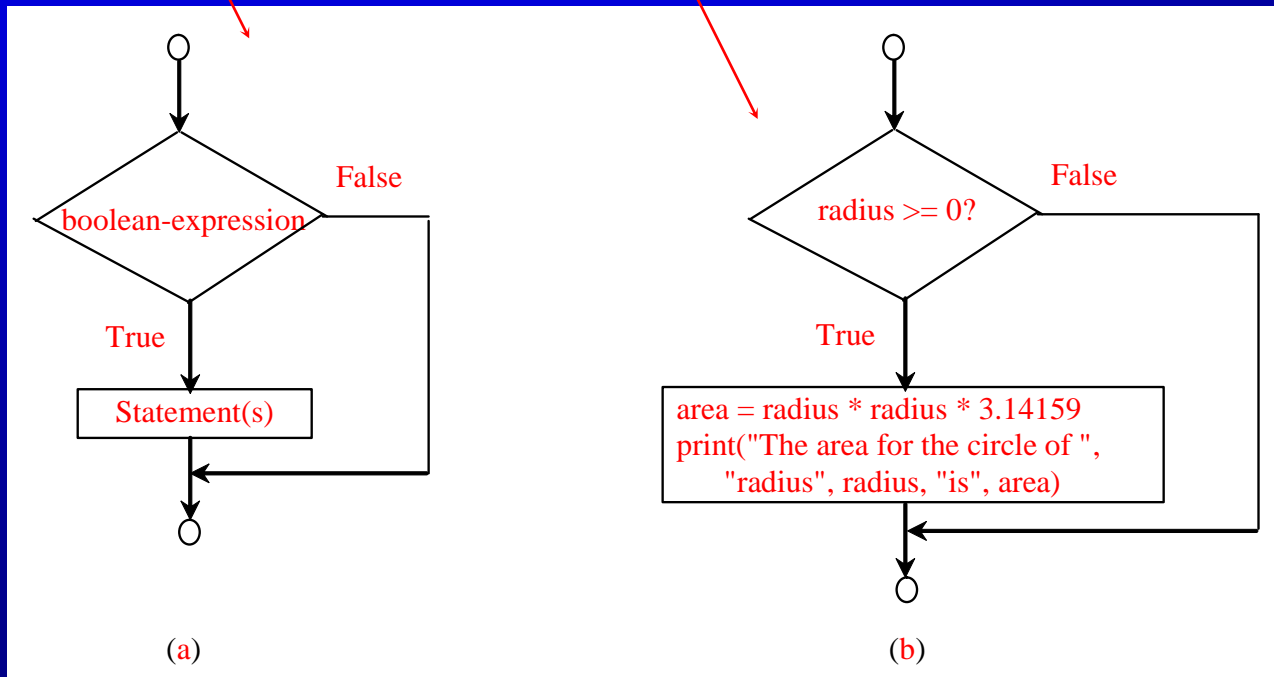 boolean-expression
False
True
Statement(s)
(a)
radius >= 0?
False
True
area = radius * radius * 3.14159
print("The area for the circle of ",
"radius", radius, "is", area)
(b)